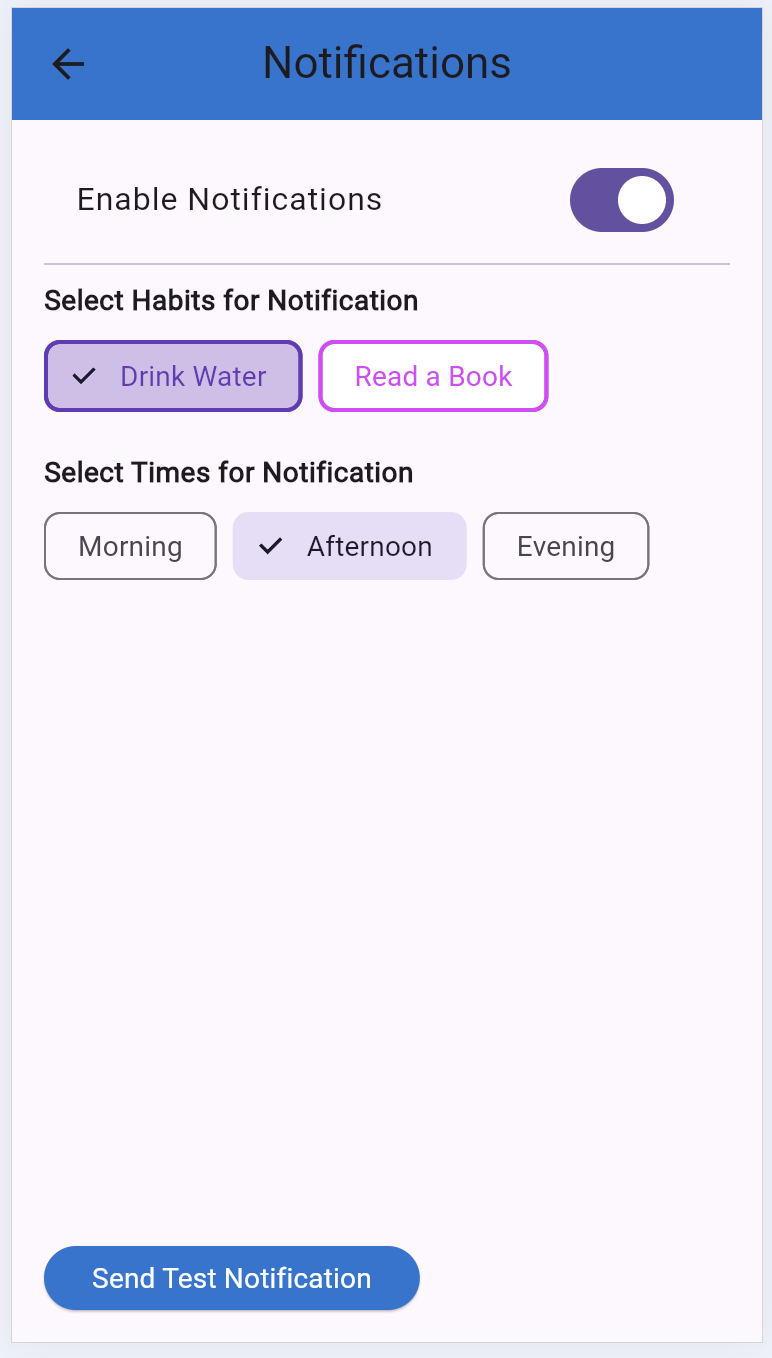 Notifications
Enable Notifications
Select Habits for Notification
Drink Water Read a Book
Select Times for Notification
Morning Afternoon Evening
Send Test Notification